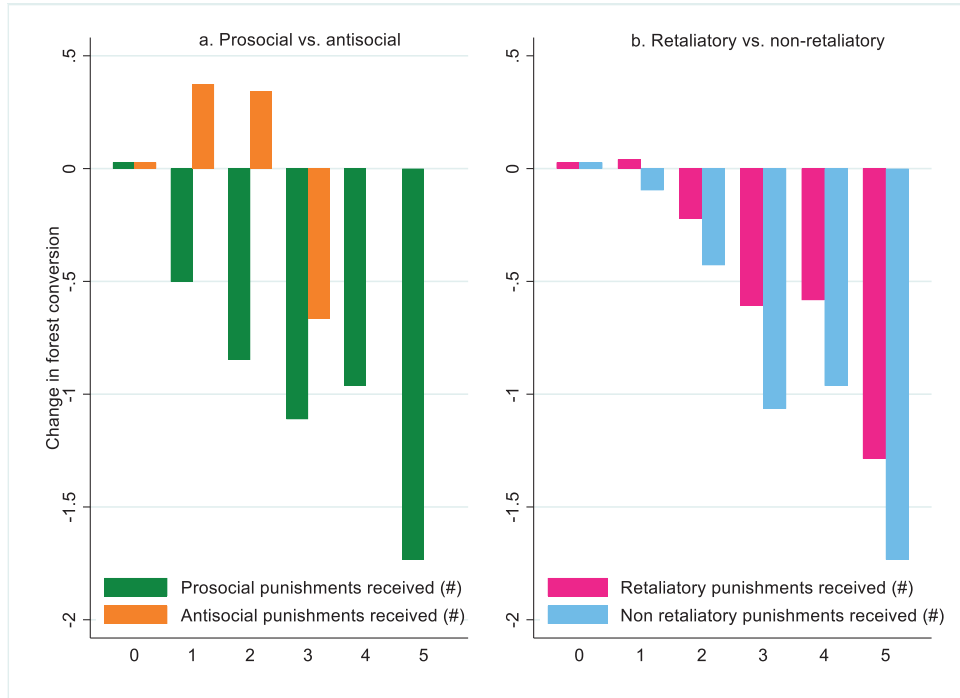 a. Prosocial vs. antisocial
Change in forest conversion
.5
0
-.5
-1
-1.5
-2
Prosocial punishments received (#)
Antisocial punishments received (#)
0 1 2 3 4 5
b. Retaliatory vs. non-retaliatory
.5
0
-.5
-1
-1.5
-2
Retaliatory punishments received (#)
Non retaliatory punishments received (#)
0 1 2 3 4 5